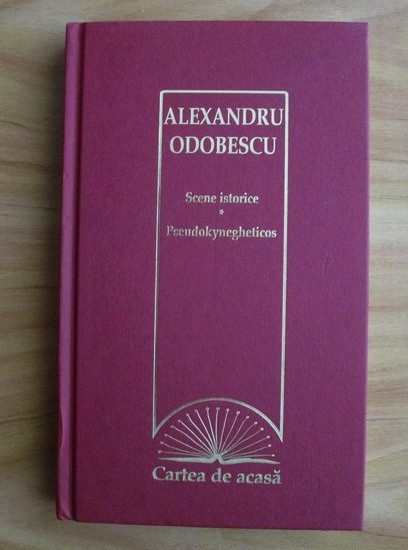 ALEXANDRU
ODOBESCU
Scene istorice
*
Pseudokynegheticos
Cartea de acasă